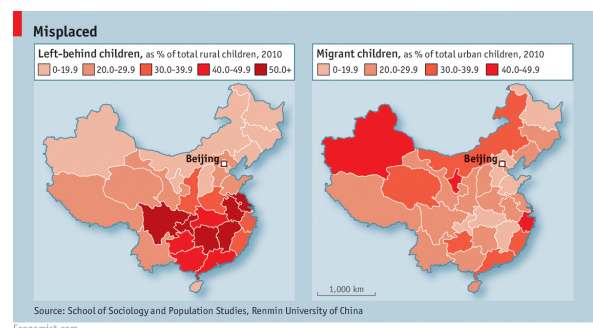 Misplaced
Left-behind children, as % of total rural children, 2010
0-19.9 20.0-29.9 30.0-39.9 40.0-49.9 50.0+
Migrant children, as % of total urban children, 2010
0-19.9 20.0-29.9 30.0-39.9 40.0-49.9
Beijing
Beijing
1,000 km
Source: School of Sociology and Population Studies, Renmin University of China
Economist.com